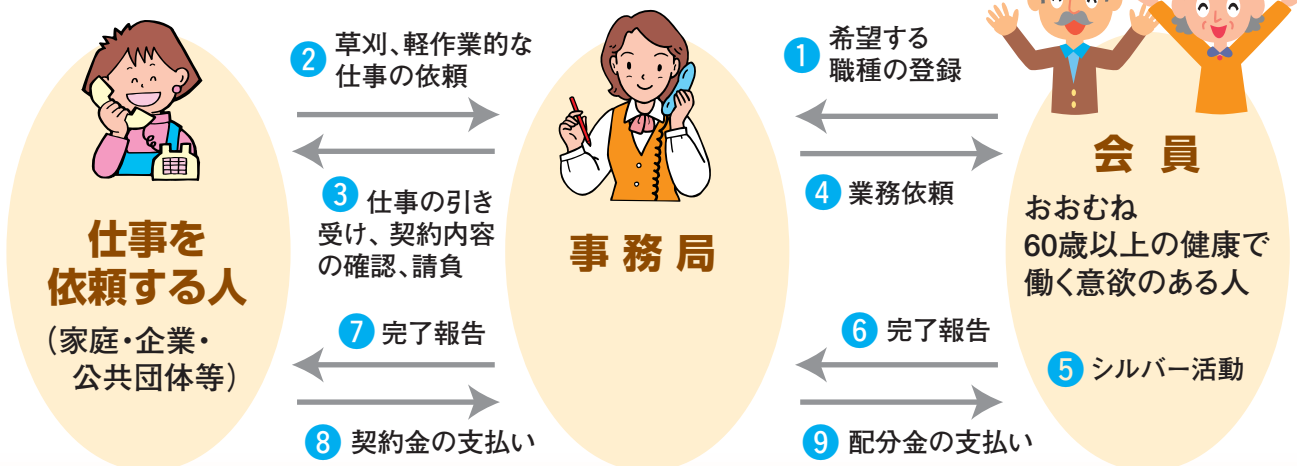 ② 草刈、軽作業的な
仕事の依頼
① 希望する
職種の登録
③ 仕事の引き
受け、契約内容
の確認、請負
④ 業務依頼
仕事を
依頼する人
(家庭・企業・
公共団体等)
事務局
会員
おおむね
60歳以上の健康で
働く意欲のある人
⑦ 完了報告
⑥ 完了報告
⑤ シルバー活動
⑧ 契約金の支払い
⑨ 配分金の支払い